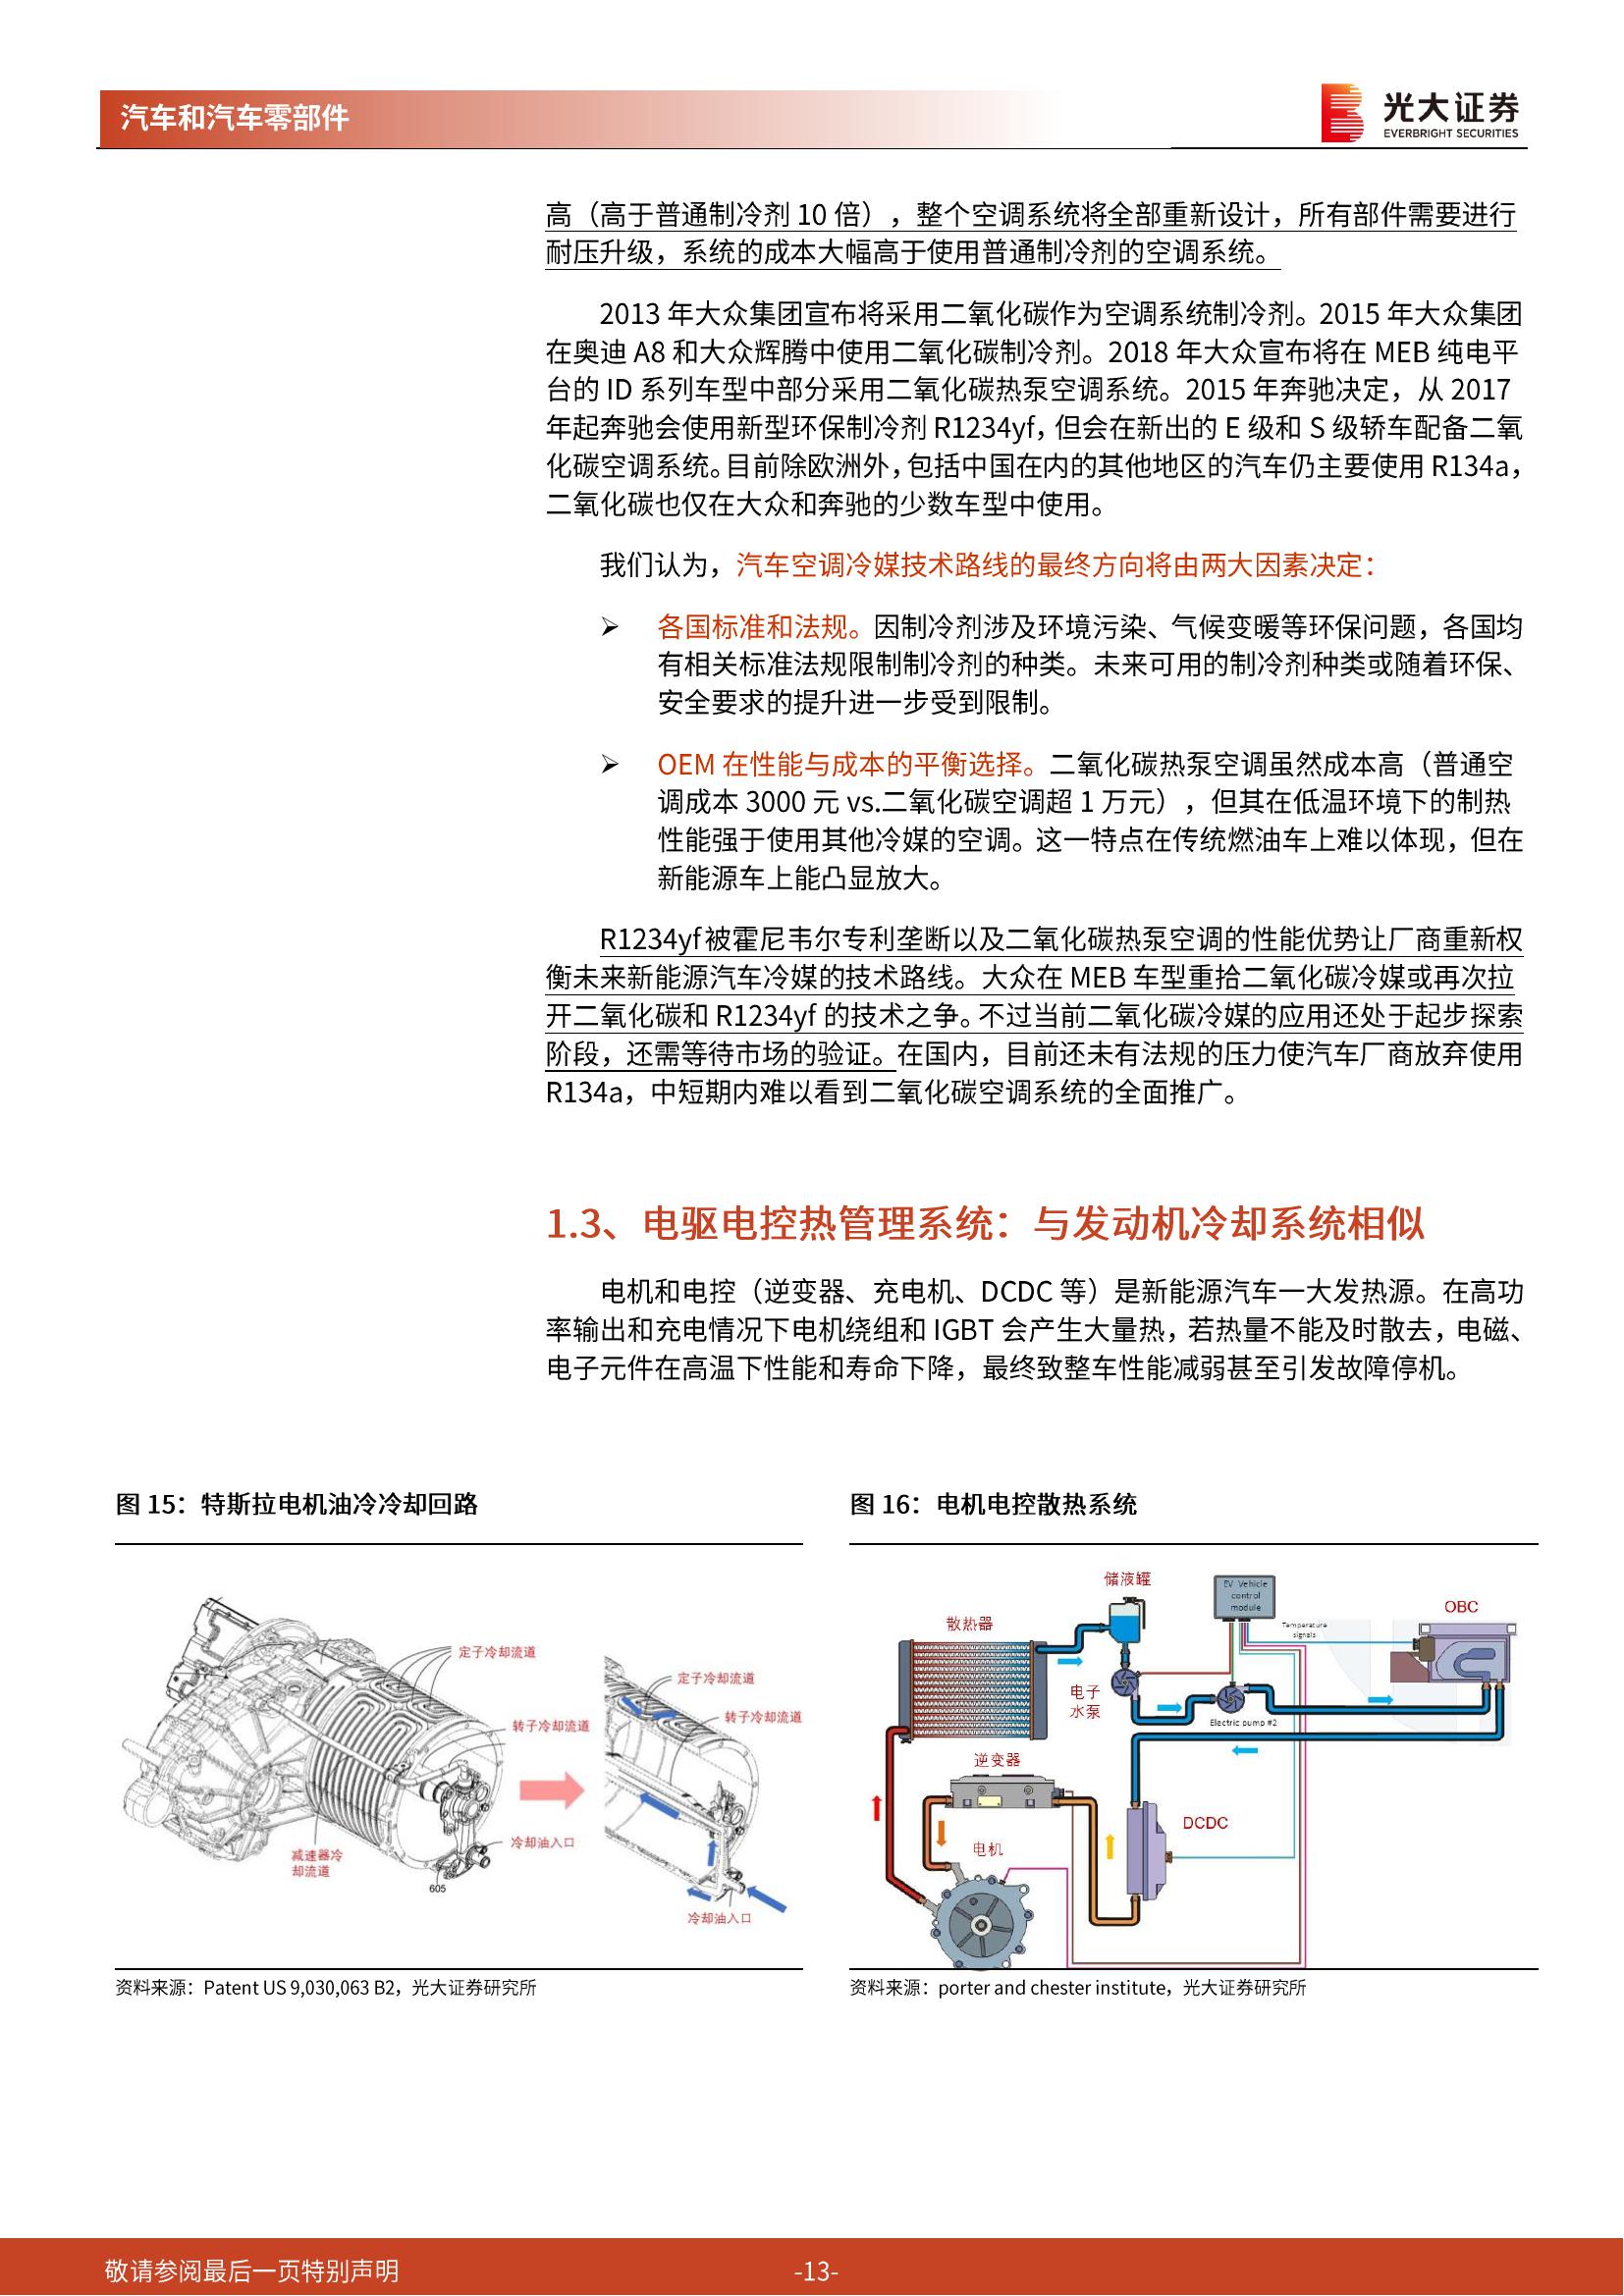 汽车和汽车零部件
光大证券
EVERBRIGHT SECURITIES
高（高于普通制冷剂 10 倍），整个空调系统将全部重新设计，所有部件需要进行
耐压升级，系统的成本大幅高于使用普通制冷剂的空调系统。
2013 年大众集团宣布将采用二氧化碳作为空调系统制冷剂。2015 年大众集团
在奥迪 A8 和大众辉腾中使用二氧化碳制冷剂。2018 年大众宣布将在 MEB 纯电平
台的 ID 系列车型中部分采用二氧化碳热泵空调系统。2015 年奔驰决定，从 2017
年起奔驰会使用新型环保制冷剂 R1234yf，但会在新出的 E 级和 S 级轿车配备二氧
化碳空调系统。目前除欧洲外，包括中国在内的其他地区的汽车仍主要使用 R134a，
二氧化碳也仅在大众和奔驰的少数车型中使用。
我们认为，汽车空调冷媒技术路线的最终方向将由两大因素决定：
➢ 各国标准和法规。因制冷剂涉及环境污染、气候变暖等环保问题，各国均
有相关标准法规限制制冷剂的种类。未来可用的制冷剂种类或随着环保、
安全要求的提升进一步受到限制。
➢ OEM 在性能与成本的平衡选择。二氧化碳热泵空调虽然成本高（普通空
调成本 3000 元 vs.二氧化碳空调超 1 万元），但其在低温环境下的制热
性能强于使用其他冷媒的空调。这一特点在传统燃油车上难以体现，但在
新能源车上能凸显放大。
R1234yf被霍尼韦尔专利垄断以及二氧化碳热泵空调的性能优势让厂商重新权
衡未来新能源汽车冷媒的技术路线。大众在 MEB 车型重拾二氧化碳冷媒或再次拉
开二氧化碳和 R1234yf 的技术之争。不过当前二氧化碳冷媒的应用还处于起步探索
阶段，还需等待市场的验证。在国内，目前还未有法规的压力使汽车厂商放弃使用
R134a，中短期内难以看到二氧化碳空调系统的全面推广。
1.3、电驱电控热管理系统：与发动机冷却系统相似
电机和电控（逆变器、充电机、DCDC 等）是新能源汽车一大发热源。在高功
率输出和充电情况下电机绕组和 IGBT 会产生大量热，若热量不能及时散去，电磁、
电子元件在高温下性能和寿命下降，最终致整车性能减弱甚至引发故障停机。
图 15：特斯拉电机油冷冷却回路
定子冷却流道
转子冷却流道
冷却油入口
减速器冷
却流道
605
定子冷却流道
转子冷却流道
冷却油入口
资料来源：Patent US 9,030,063 B2，光大证券研究所
图 16：电机电控散热系统
储液罐
散热器
EV Vehicle
control
module
Temperature
signals
OBC
电子
水泵
Electric pump #2
逆变器
DCDC
电机
资料来源：porter and chester institute，光大证券研究所
敬请参阅最后一页特别声明
-13-